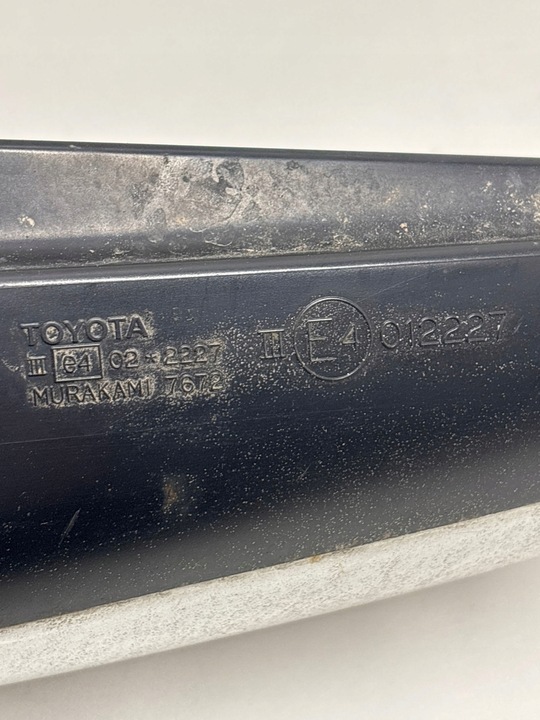 TOYOTA
III e4 02*2227
MURAKAMI 7672
III E4 012227